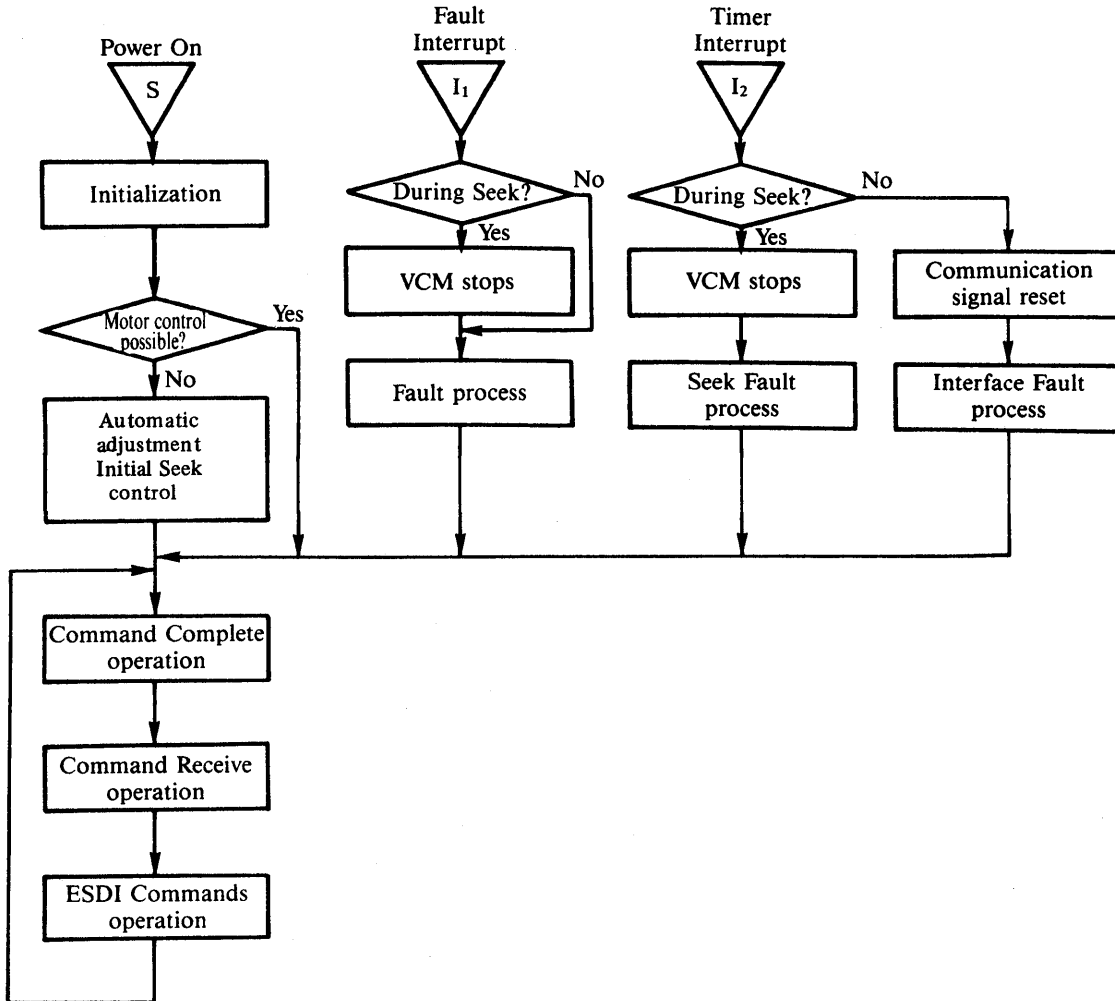 Power On
S
Initialization
Motor control
possible?
Yes
No
Automatic
adjustment
Initial Seek
control
Command Complete
operation
Command Receive
operation
ESDI Commands
operation
Fault
Interrupt
I₁
During Seek?
No
Yes
VCM stops
Fault process
Timer
Interrupt
I₂
During Seek?
No
Yes
VCM stops
Seek Fault
process
Communication
signal reset
Interface Fault
process